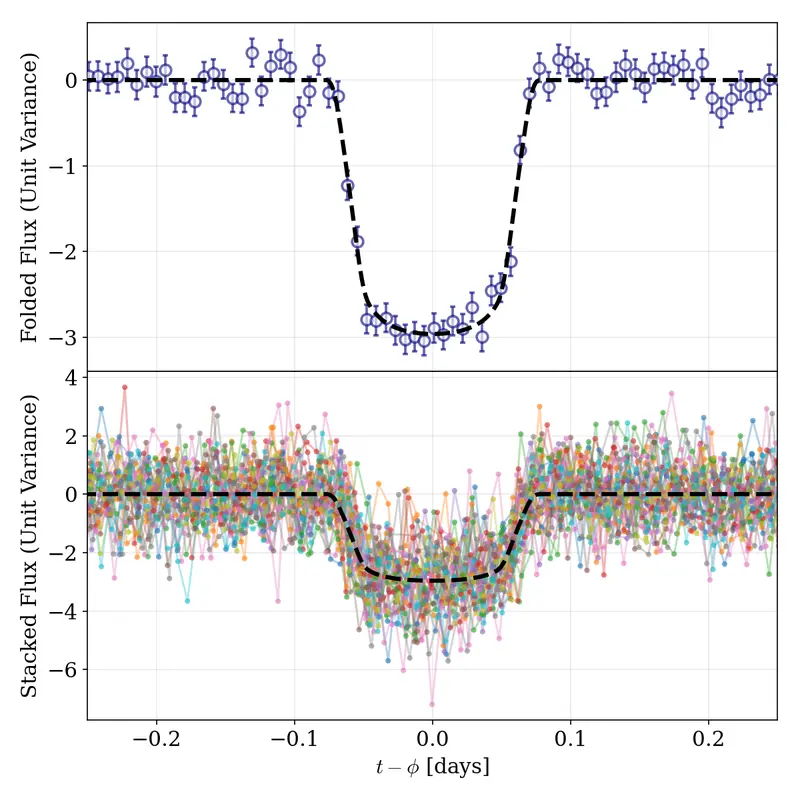 Folded Flux (Unit Variance)
0
−1
−2
−3
Stacked Flux (Unit Variance)
4
2
0
−2
−4
−6
−0.2 −0.1 0.0 0.1 0.2
t − ϕ [days]